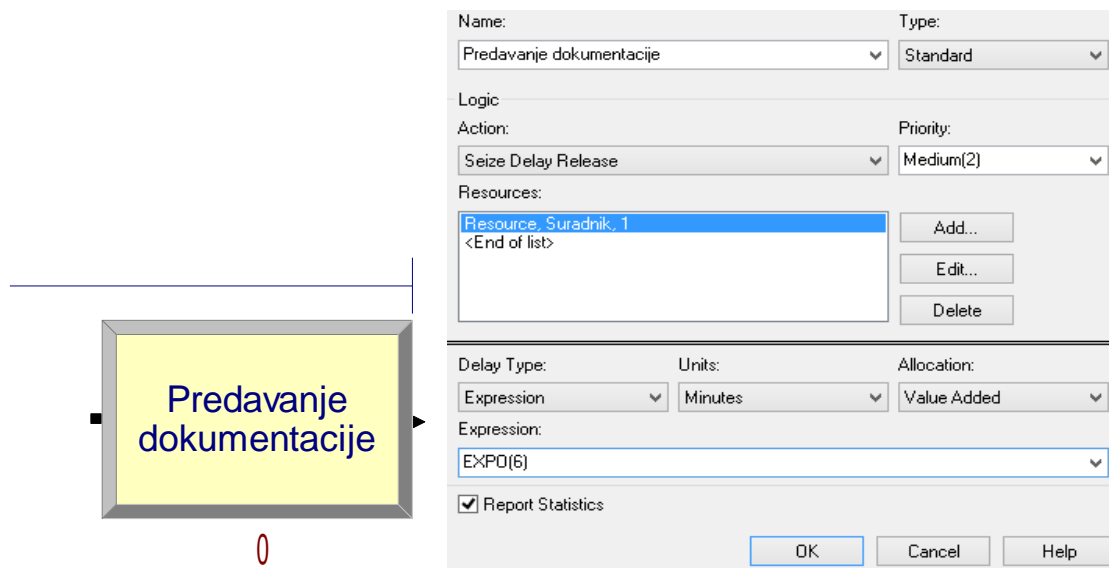 Name:
Type:
Predavanje dokumentacije
Standard
Logic
Action:
Priority:
Seize Delay Release
Medium(2)
Resources:
Resource, Suradnik, 1
<End of list>
Add...
Edit...
Delete
Predavanje
dokumentacije
0
Delay Type:
Units:
Allocation:
Expression
Minutes
Value Added
Expression:
EXPO(6)
Report Statistics
OK
Cancel
Help